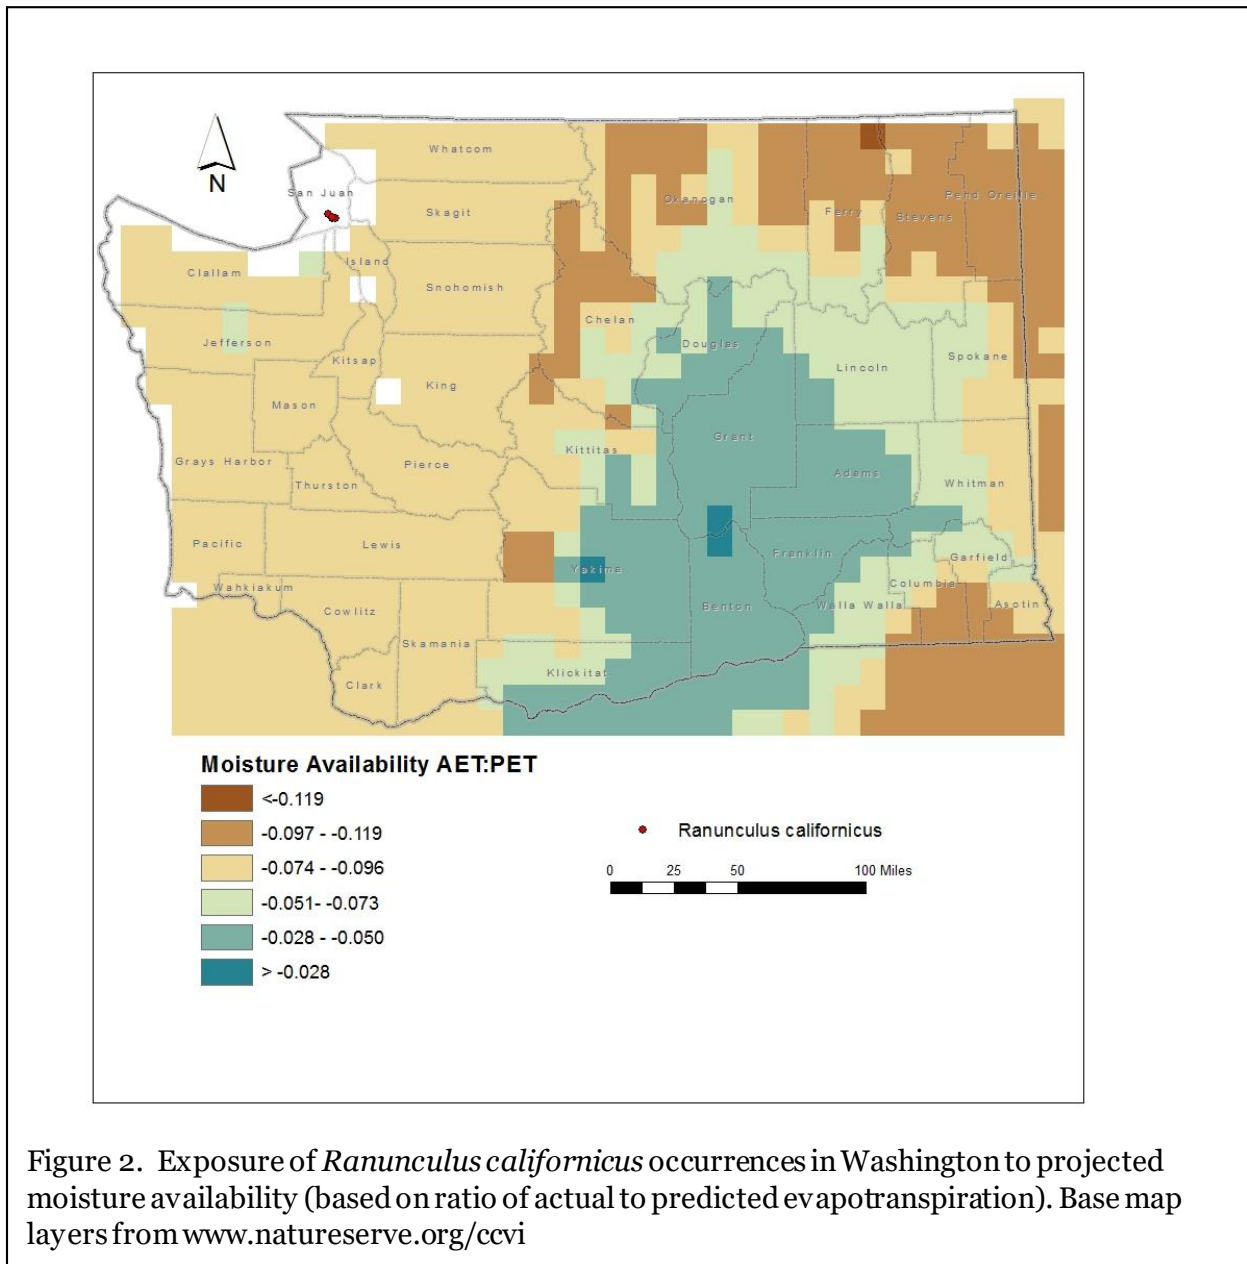 N
Whatcom
San Juan
Skagit
Okanogan
Ferry
Stevens
Pend Oreille
Clallam
Island
Snohomish
Chelan
Jefferson
Kitsap
Douglas
Lincoln
Spokane
King
Mason
Grant
Grays Harbor
Pierce
Kittitas
Adams
Thurston
Whitman
Pacific
Lewis
Yakima
Franklin
Garfield
Wahkiakum
Columbia
Cowlitz
Benton
Walla Walla
Asotin
Skamania
Clark
Klickitat
Moisture Availability AET:PET
<-0.119
-0.097 - -0.119
-0.074 - -0.096
-0.051- -0.073
-0.028 - -0.050
> -0.028
Ranunculus californicus
0 25 50 100 Miles
Figure 2. Exposure of Ranunculus californicus occurrences in Washington to projected
moisture availability (based on ratio of actual to predicted evapotranspiration). Base map
layers from www.natureserve.org/ccvi